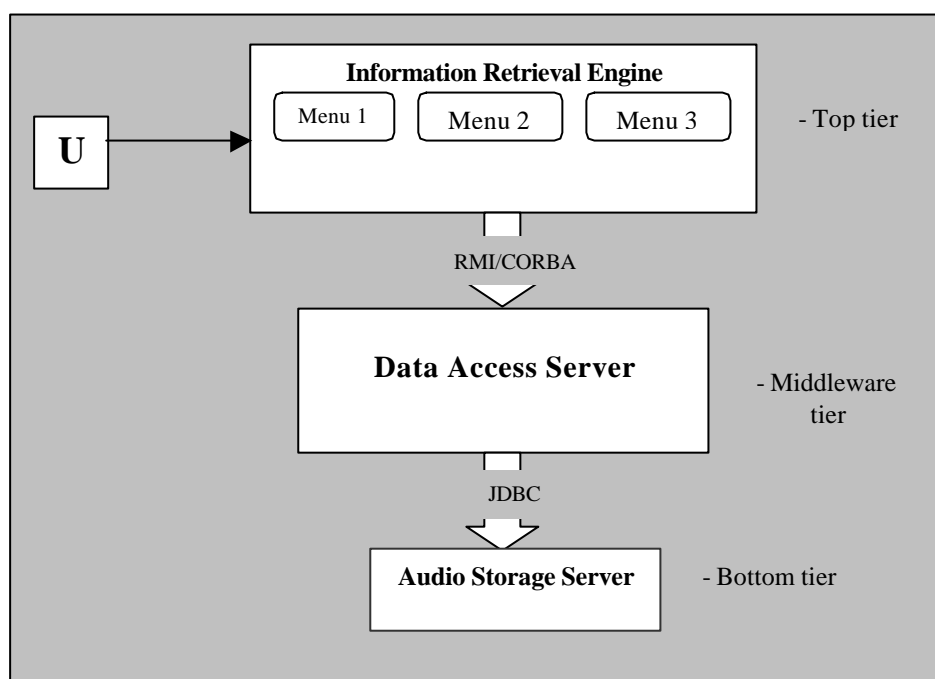 Information Retrieval Engine
Menu 1
Menu 2
Menu 3
- Top tier
U
RMI/CORBA
Data Access Server
- Middleware
tier
JDBC
Audio Storage Server
- Bottom tier